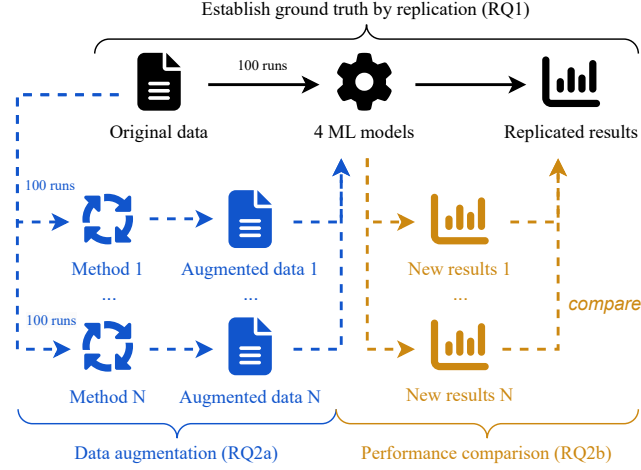 Establish ground truth by replication (RQ1)
100 runs
Original data
4 ML models
Replicated results
100 runs
Method 1
Augmented data 1
New results 1
...
...
...
compare
100 runs
Method N
Augmented data N
New results N
Data augmentation (RQ2a)
Performance comparison (RQ2b)